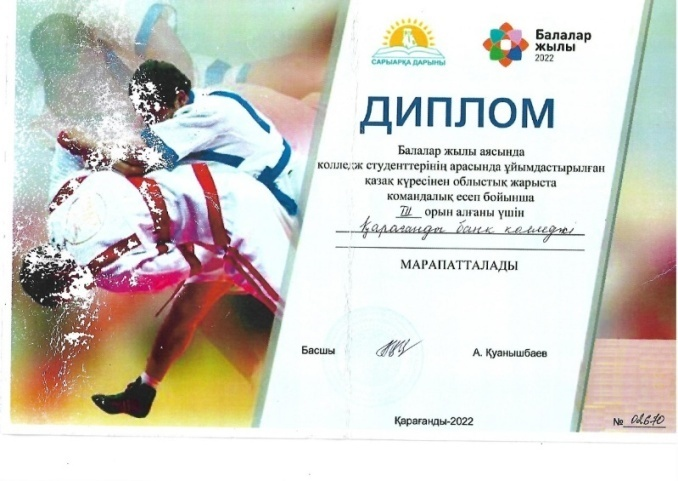 САРЫАРҚА ДАРЫНЫ
Балалар
жылы
2022
ДИПЛОМ
Балалар жылы аясында
колледж студенттерінің арасында ұйымдастырылған
қазақ күресінен облыстық жарыста
командалық есеп бойынша
III орын алғаны үшін
Қарағанды банк колледжі
МАРАПАТТАЛАДЫ
Басшы
А. Қуанышбаев
Қарағанды-2022
№ 02670